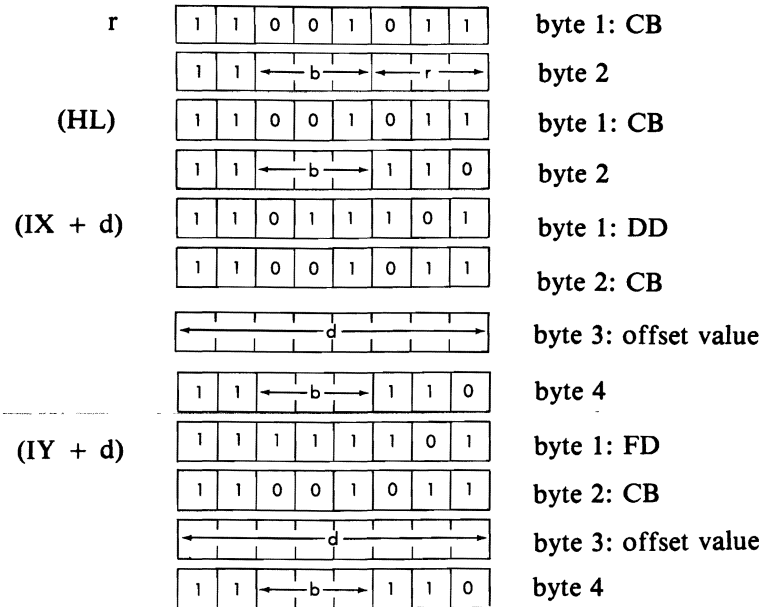 r 1 1 0 0 1 0 1 1 byte 1: CB
1 1 b r byte 2
(HL) 1 1 0 0 1 0 1 1 byte 1: CB
1 1 b 1 1 0 byte 2
(IX + d) 1 1 0 1 1 1 0 1 byte 1: DD
1 1 0 0 1 0 1 1 byte 2: CB
d byte 3: offset value
1 1 b 1 1 0 byte 4
(IY + d) 1 1 1 1 1 1 0 1 byte 1: FD
1 1 0 0 1 0 1 1 byte 2: CB
d byte 3: offset value
1 1 b 1 1 0 byte 4